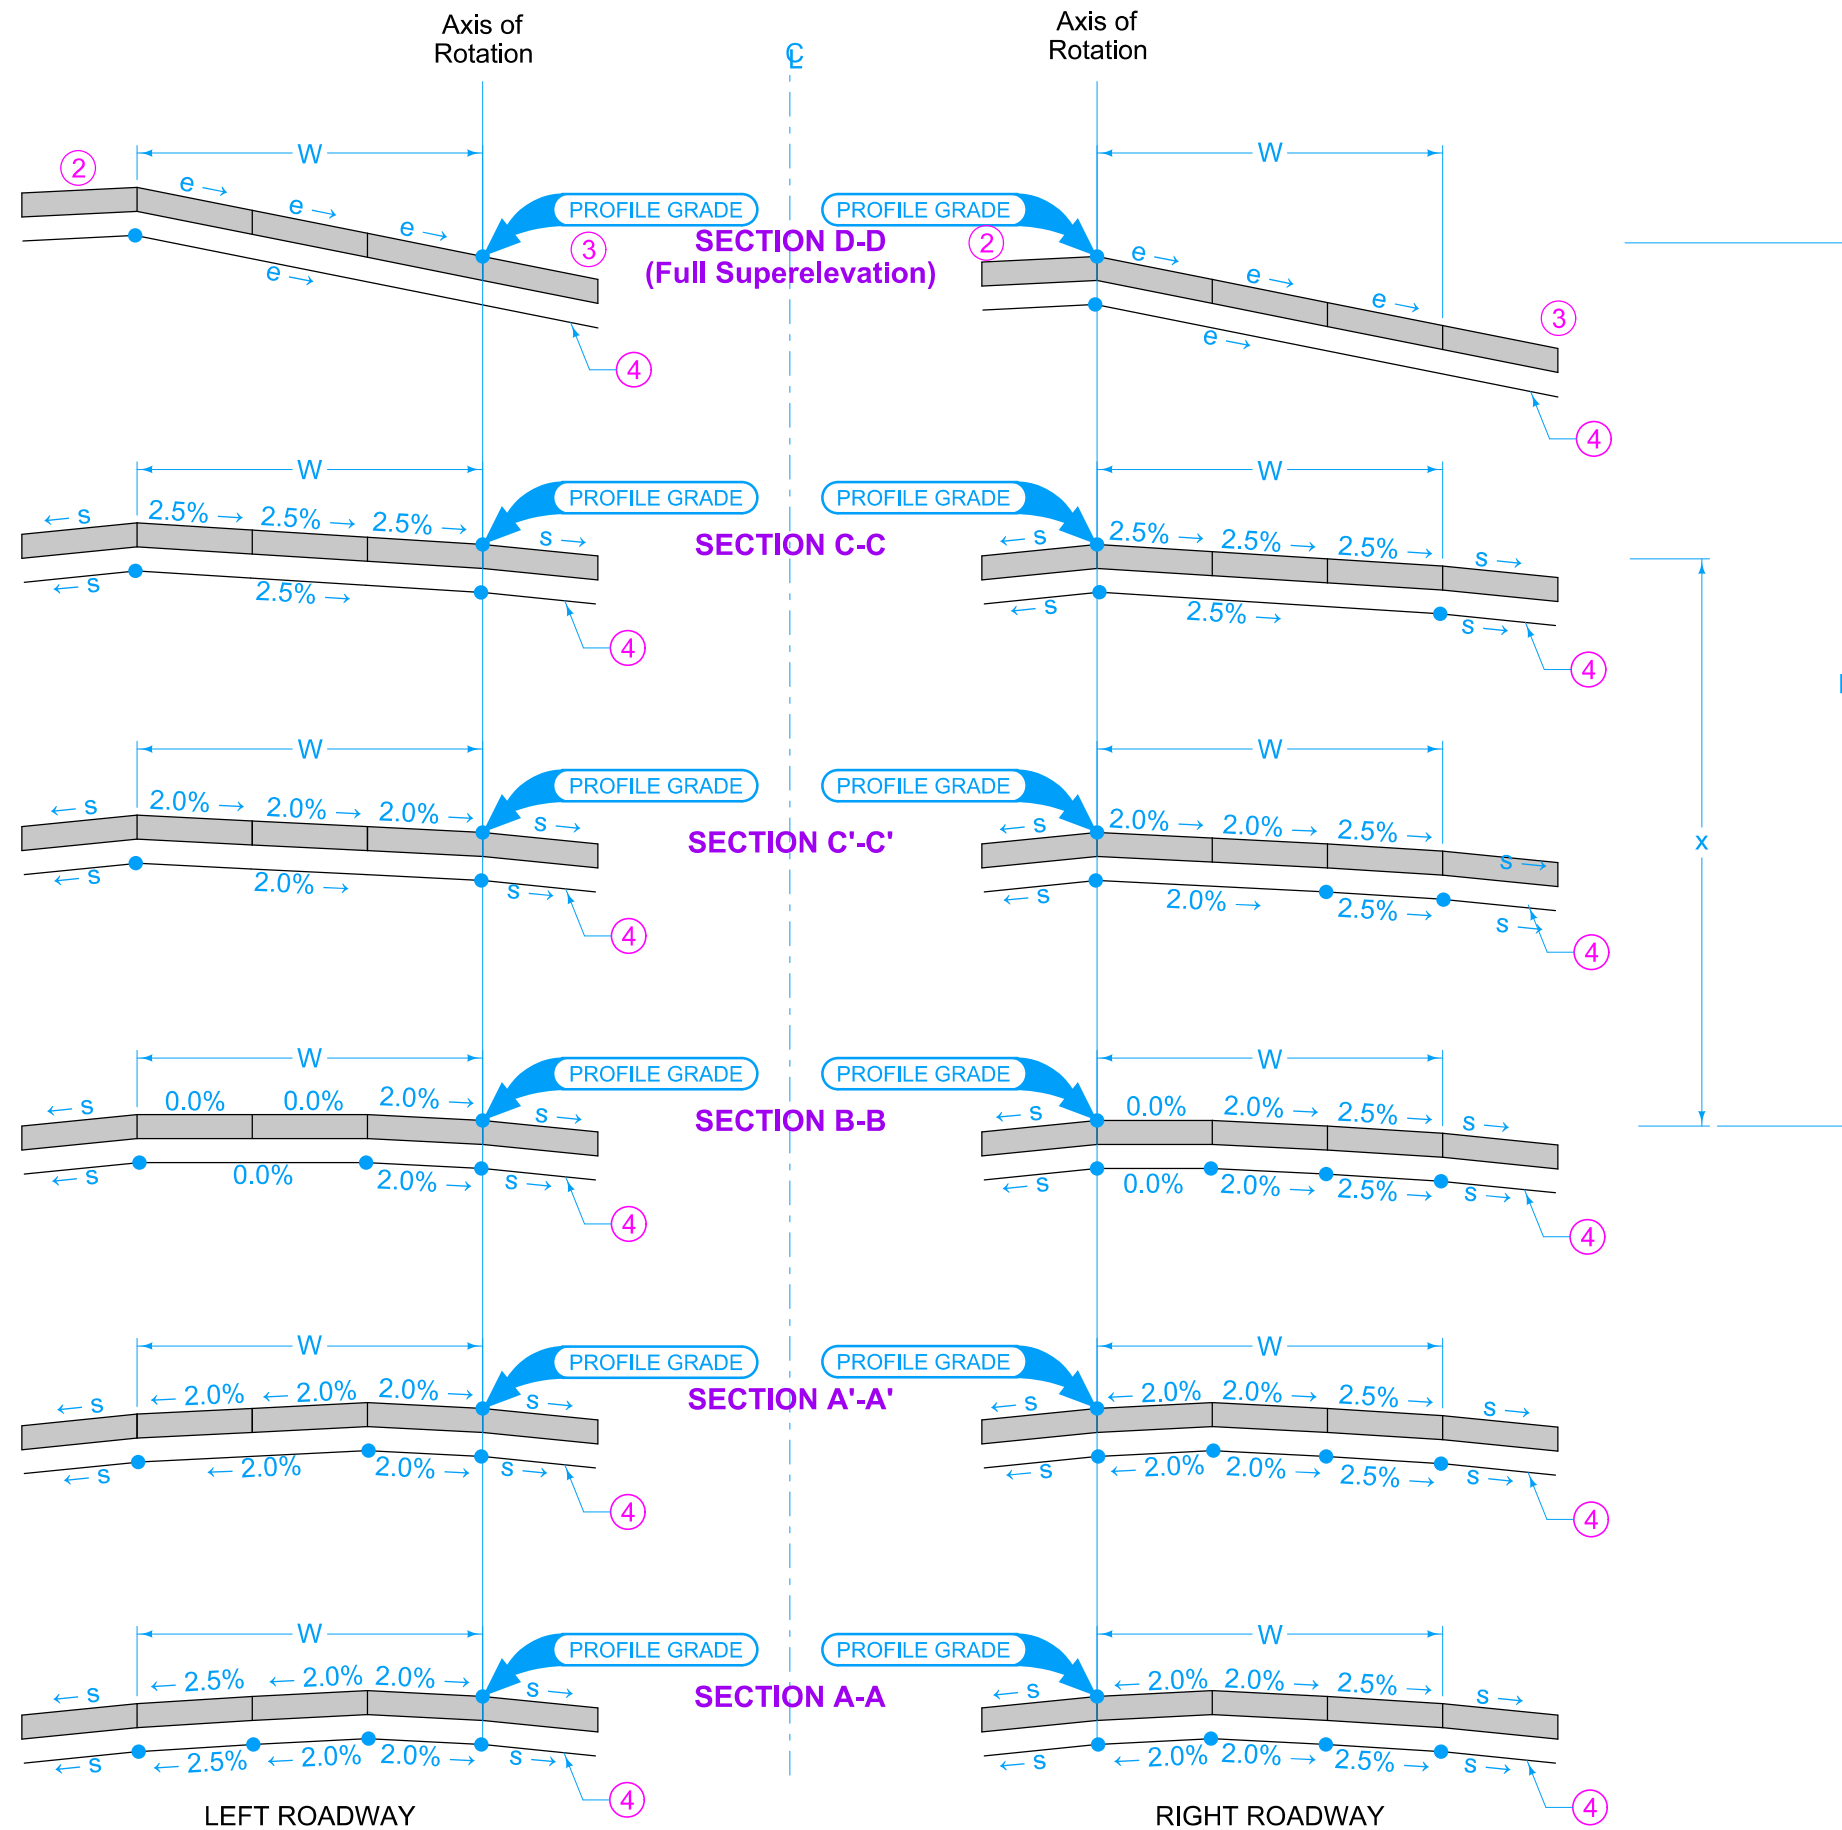 Axis of
Rotation
℄
Axis of
Rotation
W
W
②
e →
e →
e →
PROFILE GRADE
PROFILE GRADE
SECTION D-D
(Full Superelevation)
③
②
e →
e →
e →
③
e →
e →
④
④
W
W
← s
2.5% →
2.5% →
2.5% →
s →
PROFILE GRADE
PROFILE GRADE
SECTION C-C
← s
2.5% →
2.5% →
2.5% →
s →
← s
2.5% →
④
← s
2.5% →
s →
④
W
W
← s
2.0% →
2.0% →
2.0% →
s →
PROFILE GRADE
PROFILE GRADE
SECTION C'-C'
← s
2.0% →
2.0% →
2.5% →
s →
x
← s
2.0% →
s →
④
← s
2.0% →
2.5% →
s →
④
W
W
← s
0.0%
0.0%
2.0% →
s →
PROFILE GRADE
PROFILE GRADE
SECTION B-B
← s
0.0%
2.0% →
2.5% →
s →
← s
0.0%
2.0% →
s →
④
← s
0.0%
2.0% →
2.5% →
s →
④
W
W
← s
← 2.0%
← 2.0%
2.0% →
s →
PROFILE GRADE
PROFILE GRADE
SECTION A'-A'
← s
← 2.0%
2.0% →
2.5% →
s →
← s
← 2.0%
2.0% →
s →
④
← s
← 2.0%
2.0% →
2.5% →
s →
④
W
W
← s
← 2.5%
← 2.0%
2.0% →
s →
PROFILE GRADE
PROFILE GRADE
SECTION A-A
← s
← 2.0%
2.0% →
2.5% →
s →
← s
← 2.5%
← 2.0%
2.0% →
s →
④
← s
← 2.0%
2.0% →
2.5% →
s →
④
LEFT ROADWAY
RIGHT ROADWAY